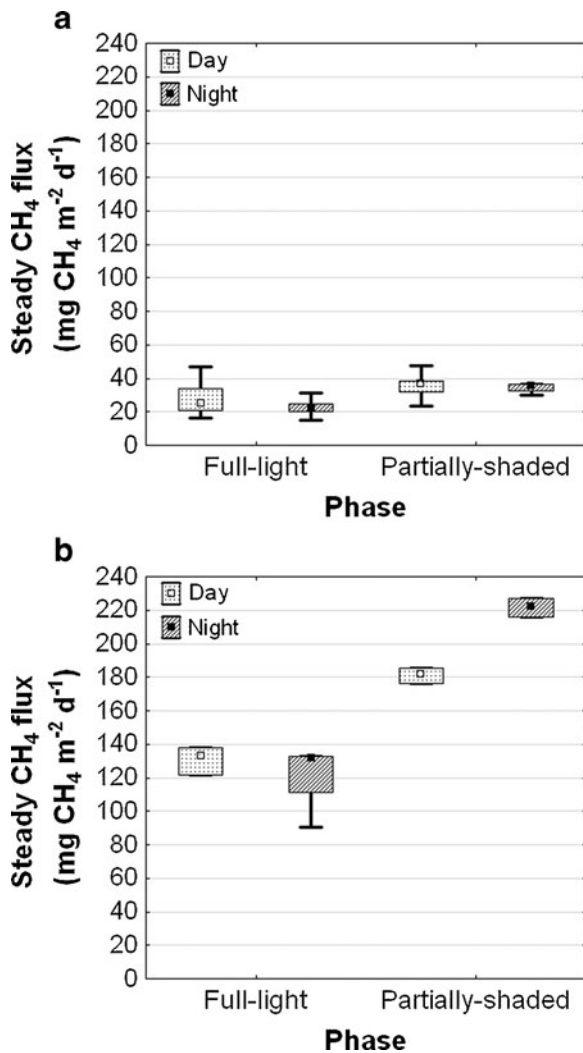 a
240
220
200
180
160
140
120
100
80
60
40
20
0
Steady CH₄ flux
(mg CH₄ m⁻² d⁻¹)
Day
Night
Full-light Partially-shaded
Phase
b
240
220
200
180
160
140
120
100
80
60
40
20
0
Steady CH₄ flux
(mg CH₄ m⁻² d⁻¹)
Day
Night
Full-light Partially-shaded
Phase